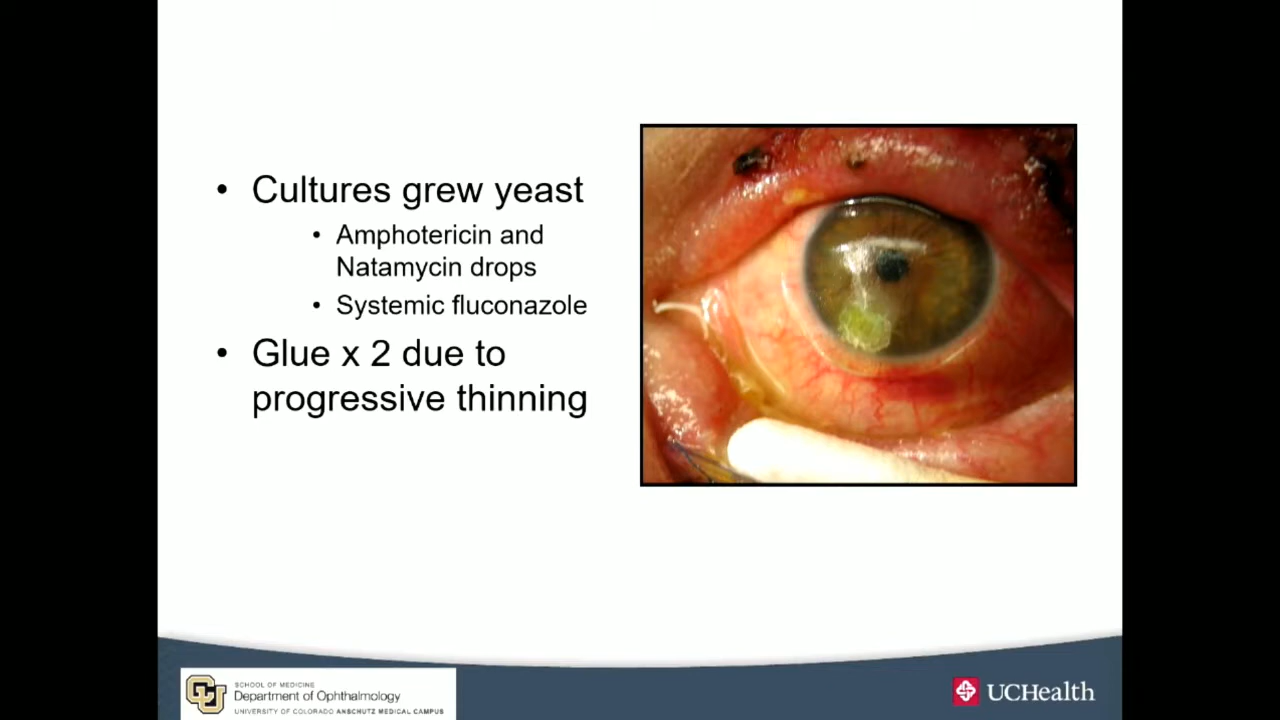 • Cultures grew yeast
• Amphotericin and
Natamycin drops
• Systemic fluconazole
• Glue x 2 due to
progressive thinning
CU
SCHOOL OF MEDICINE
Department of Ophthalmology
UNIVERSITY OF COLORADO ANSCHUTZ MEDICAL CAMPUS
UCHealth